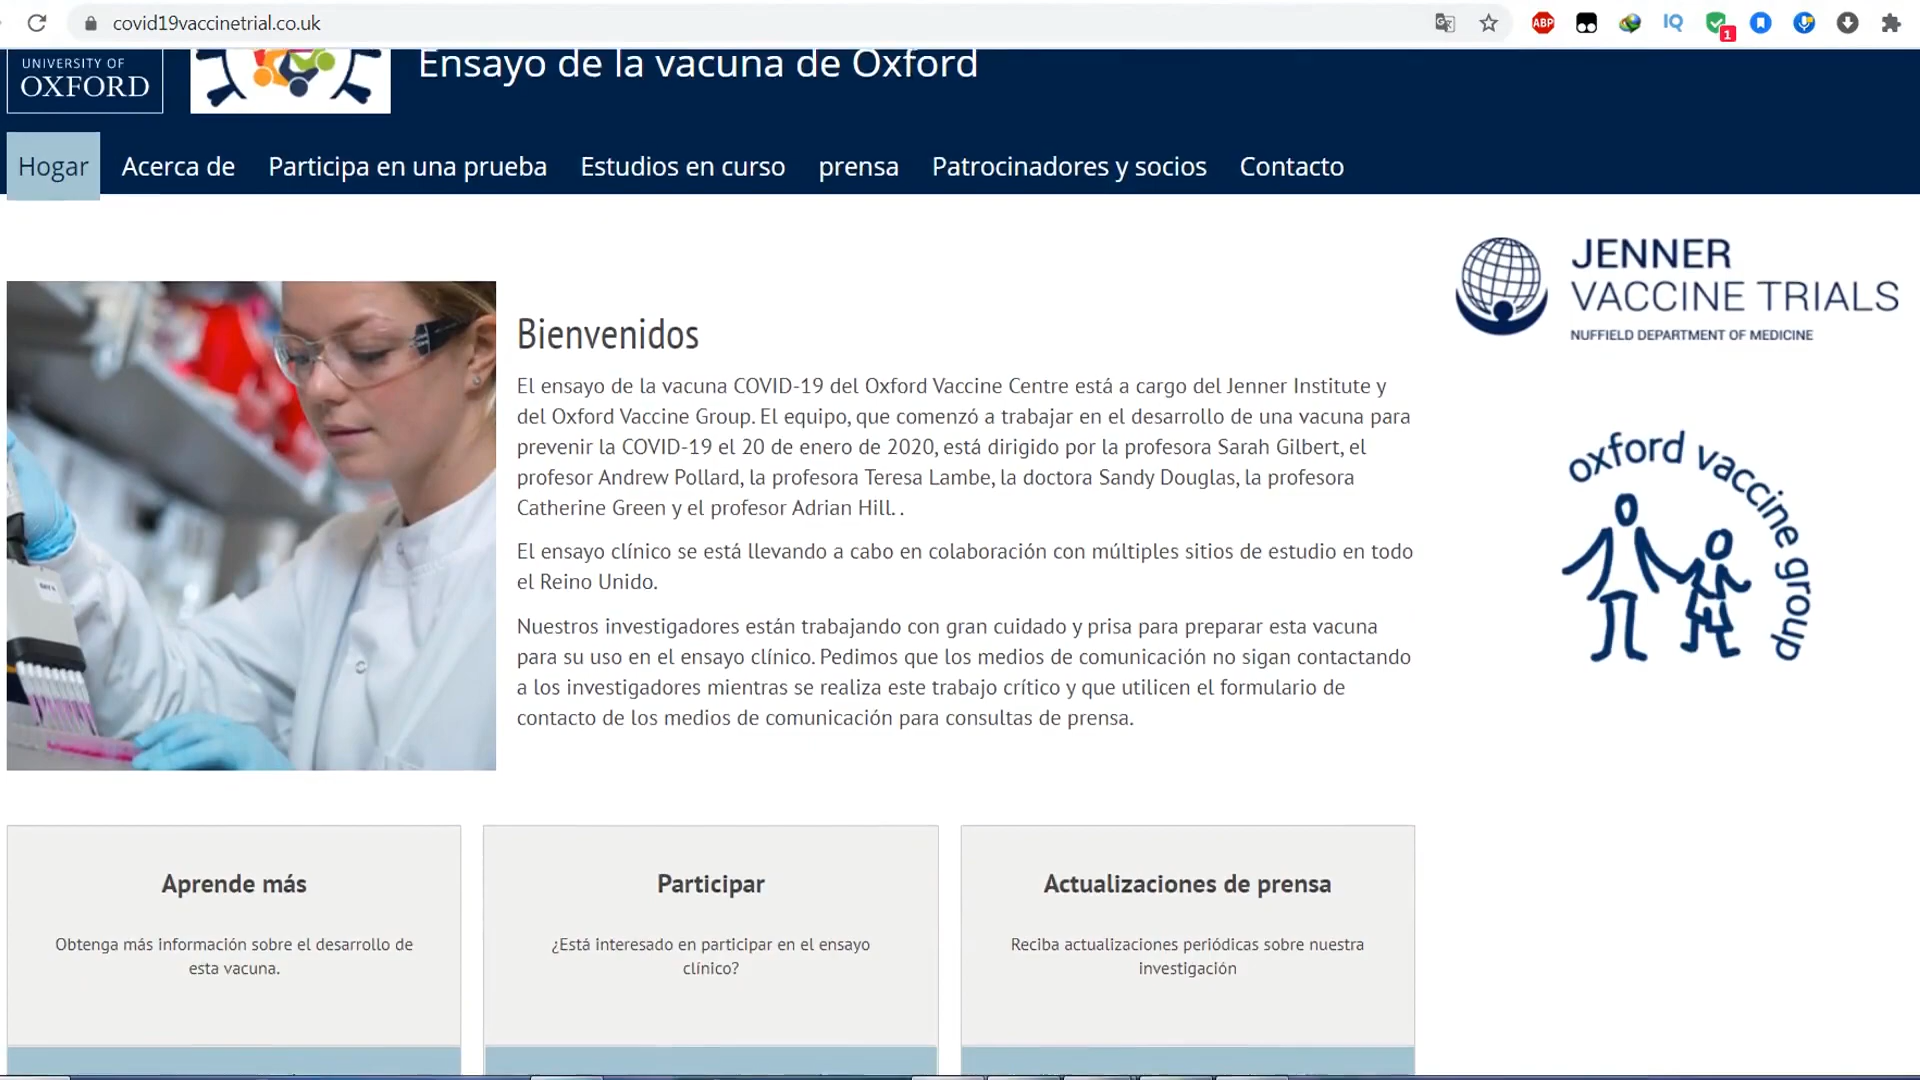 covid19vaccinetrial.co.uk
ABP
IQ
1
UNIVERSITY OF
OXFORD
Ensayo de la vacuna de Oxford
Hogar
Acerca de
Participa en una prueba
Estudios en curso
prensa
Patrocinadores y socios
Contacto
JENNER
VACCINE TRIALS
NUFFIELD DEPARTMENT OF MEDICINE
Bienvenidos
El ensayo de la vacuna COVID-19 del Oxford Vaccine Centre está a cargo del Jenner Institute y
del Oxford Vaccine Group. El equipo, que comenzó a trabajar en el desarrollo de una vacuna para
prevenir la COVID-19 el 20 de enero de 2020, está dirigido por la profesora Sarah Gilbert, el
profesor Andrew Pollard, la profesora Teresa Lambe, la doctora Sandy Douglas, la profesora
Catherine Green y el profesor Adrian Hill. .
El ensayo clínico se está llevando a cabo en colaboración con múltiples sitios de estudio en todo
el Reino Unido.
Nuestros investigadores están trabajando con gran cuidado y prisa para preparar esta vacuna
para su uso en el ensayo clínico. Pedimos que los medios de comunicación no sigan contactando
a los investigadores mientras se realiza este trabajo crítico y que utilicen el formulario de
contacto de los medios de comunicación para consultas de prensa.
oxford vaccine group
Aprende más
Obtenga más información sobre el desarrollo de
esta vacuna.
Participar
¿Está interesado en participar en el ensayo
clínico?
Actualizaciones de prensa
Reciba actualizaciones periódicas sobre nuestra
investigación